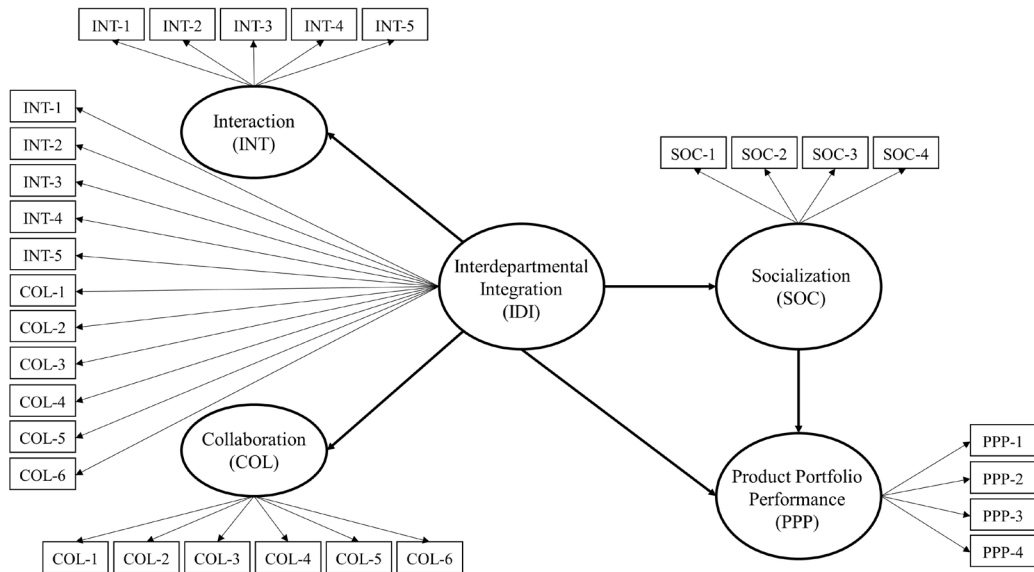 INT-1
INT-2
INT-3
INT-4
INT-5
Interaction
(INT)
INT-1
INT-2
INT-3
INT-4
INT-5
COL-1
COL-2
COL-3
COL-4
COL-5
COL-6
Interdepartmental
Integration
(IDI)
SOC-1
SOC-2
SOC-3
SOC-4
Socialization
(SOC)
Collaboration
(COL)
COL-1
COL-2
COL-3
COL-4
COL-5
COL-6
Product Portfolio
Performance
(PPP)
PPP-1
PPP-2
PPP-3
PPP-4